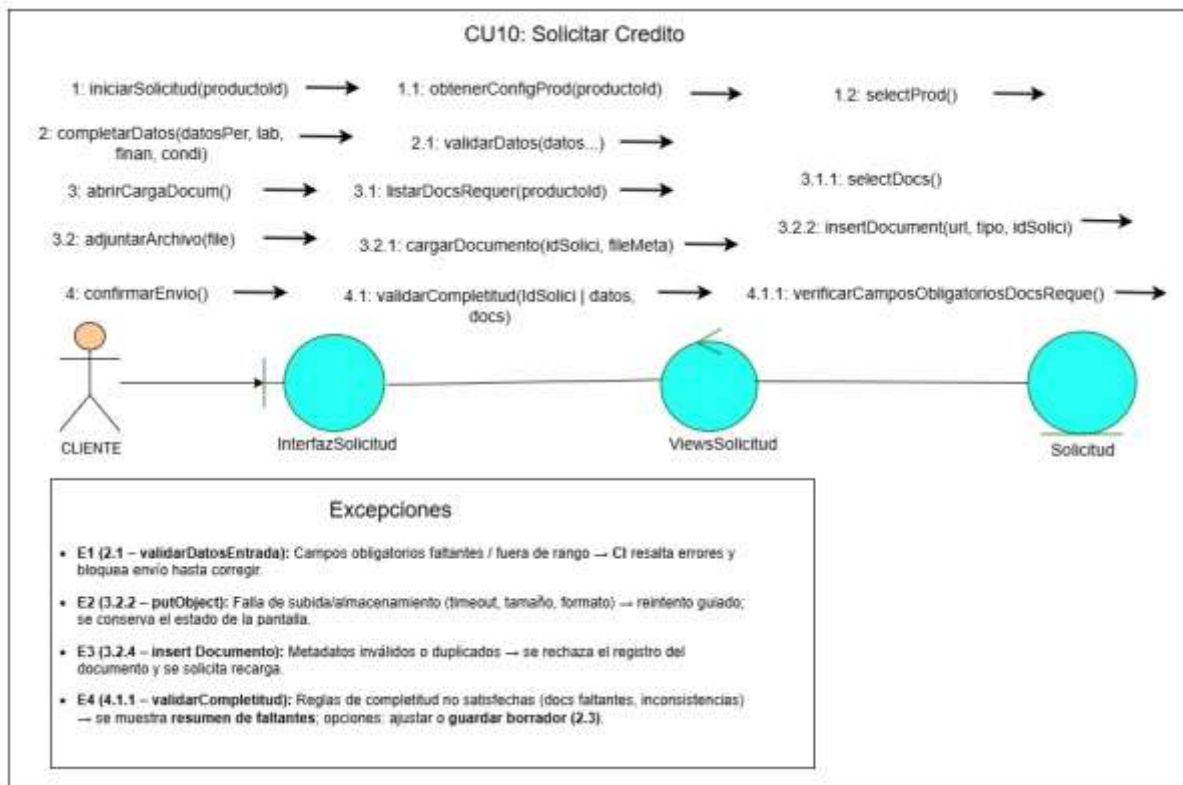 CU10: Solicitar Credito
1: iniciarSolicitud(productoId)
1.1: obtenerConfigProd(productoId)
1.2: selectProd()
2: completarDatos(datosPer, lab,
finan, condi)
2.1: validarDatos(datos...)
3: abrirCargaDocum()
3.1: listarDocsRequer(productoId)
3.1.1: selectDocs()
3.2: adjuntarArchivo(file)
3.2.1: cargarDocumento(idSolici, fileMeta)
3.2.2: insertDocument(url, tipo, idSolici)
4: confirmarEnvio()
4.1: validarCompletitud(IdSolici | datos,
docs)
4.1.1: verificarCamposObligatoriosDocsReque()
CLIENTE
InterfazSolicitud
ViewsSolicitud
Solicitud
Excepciones
• E1 (2.1 – validarDatosEntrada): Campos obligatorios faltantes / fuera de rango → CI resalta errores y
bloquea envío hasta corregir.
• E2 (3.2.2 – putObject): Falla de subida/almacenamiento (timeout, tamaño, formato) → reintento guiado;
se conserva el estado de la pantalla.
• E3 (3.2.4 – insert Documento): Metadatos inválidos o duplicados → se rechaza el registro del
documento y se solicita recarga.
• E4 (4.1.1 – validarCompletitud): Reglas de completitud no satisfechas (docs faltantes, inconsistencias)
→ se muestra resumen de faltantes; opciones: ajustar o guardar borrador (2.3).